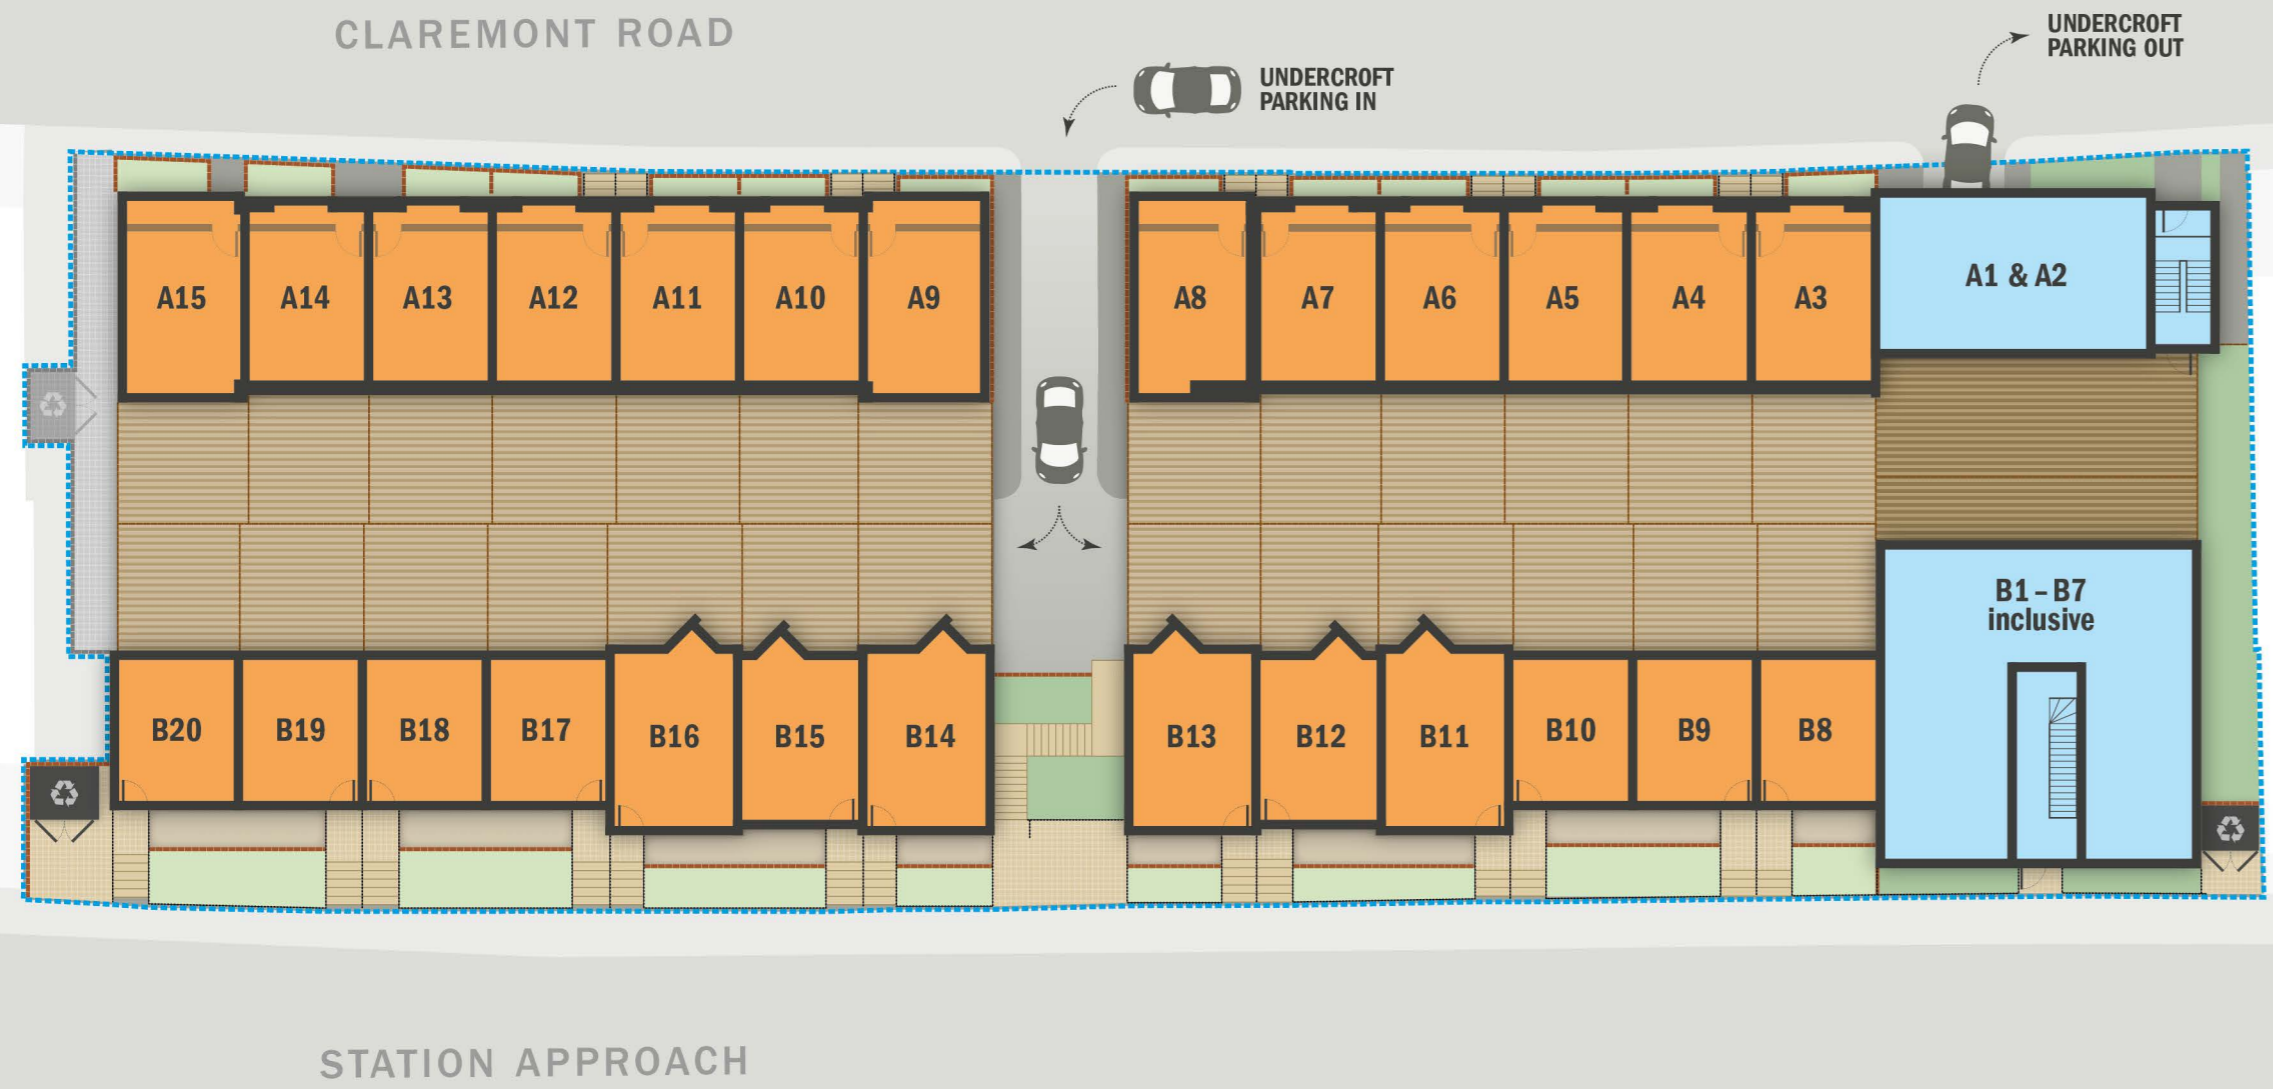 CLAREMONT ROAD
UNDERCROFT
PARKING OUT
UNDERCROFT
PARKING IN
A15
A14
A13
A12
A11
A10
A9
A8
A7
A6
A5
A4
A3
A1 & A2
B1 – B7
inclusive
B20
B19
B18
B17
B16
B15
B14
B13
B12
B11
B10
B9
B8
STATION APPROACH